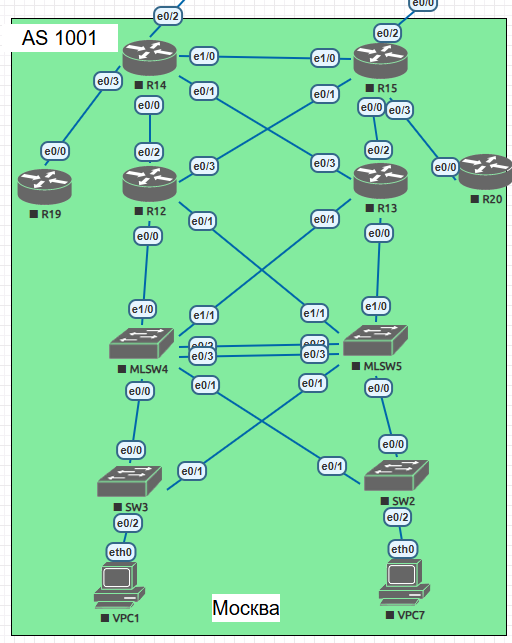 e0/0
e0/2
AS 1001
e0/2
e1/0
e1/0
R14
R15
e0/3
e0/1
e0/1
e0/0
e0/0
e0/3
e0/0
e0/2
e0/3
e0/3
e0/2
e0/0
R19
R12
R13
R20
e0/0
e0/1
e0/1
e0/0
e1/0
e1/1
e1/1
e1/0
e0/2
e0/2
e0/3
e0/3
MLSW4
MLSW5
e0/0
e0/1
e0/1
e0/0
e0/0
e0/1
e0/1
e0/0
SW3
SW2
e0/2
e0/2
eth0
eth0
VPC1
Москва
VPC7